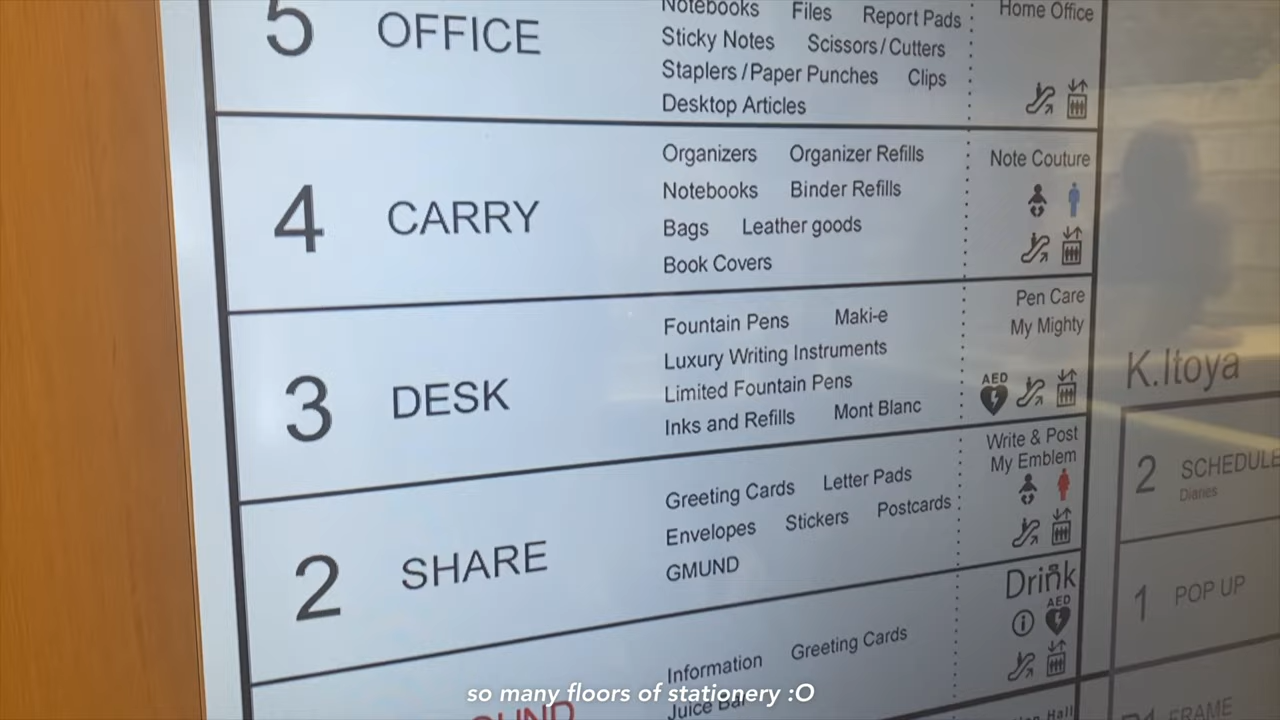 5 OFFICE
Notebooks Files Report Pads
Sticky Notes Scissors/Cutters
Staplers/Paper Punches Clips
Desktop Articles
Home Office
4 CARRY
Organizers Organizer Refills
Notebooks Binder Refills
Bags Leather goods
Book Covers
Note Couture
3 DESK
Fountain Pens Maki-e
Luxury Writing Instruments
Limited Fountain Pens
Inks and Refills Mont Blanc
Pen Care
My Mighty
AED
2 SHARE
Greeting Cards Letter Pads
Envelopes Stickers Postcards
GMUND
Write & Post
My Emblem
Information Greeting Cards
Juice Bar
Drink
AED
K.Itoya
2 SCHEDULE
Diaries
1 POP UP
FRAME
so many floors of stationery :O